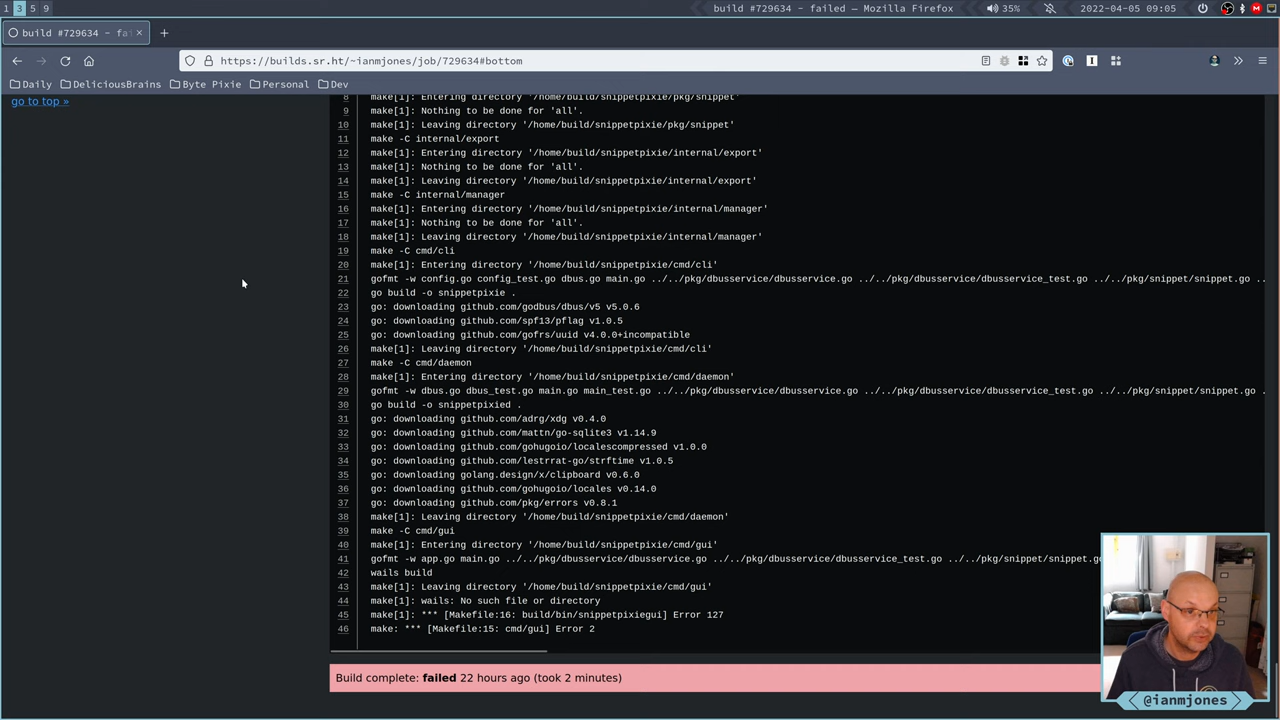 1 3 5 9
build #729634 - failed — Mozilla Firefox
35%
2022-04-05 09:05
build #729634 - fai
https://builds.sr.ht/~ianmjones/job/729634#bottom
Daily DeliciousBrains Byte Pixie Personal Dev
go to top »
8 make[1]: Entering directory '/home/build/snippetpixie/pkg/snippet'
9 make[1]: Nothing to be done for 'all'.
10 make[1]: Leaving directory '/home/build/snippetpixie/pkg/snippet'
11 make -C internal/export
12 make[1]: Entering directory '/home/build/snippetpixie/internal/export'
13 make[1]: Nothing to be done for 'all'.
14 make[1]: Leaving directory '/home/build/snippetpixie/internal/export'
15 make -C internal/manager
16 make[1]: Entering directory '/home/build/snippetpixie/internal/manager'
17 make[1]: Nothing to be done for 'all'.
18 make[1]: Leaving directory '/home/build/snippetpixie/internal/manager'
19 make -C cmd/cli
20 make[1]: Entering directory '/home/build/snippetpixie/cmd/cli'
21 gofmt -w config.go config_test.go dbus.go main.go ../../pkg/dbusservice/dbusservice.go ../../pkg/dbusservice/dbusservice_test.go ../../pkg/snippet/snippet.go ..
22 go build -o snippetpixie .
23 go: downloading github.com/godbus/dbus/v5 v5.0.6
24 go: downloading github.com/spf13/pflag v1.0.5
25 go: downloading github.com/gofrs/uuid v4.0.0+incompatible
26 make[1]: Leaving directory '/home/build/snippetpixie/cmd/cli'
27 make -C cmd/daemon
28 make[1]: Entering directory '/home/build/snippetpixie/cmd/daemon'
29 gofmt -w dbus.go dbus_test.go main.go main_test.go ../../pkg/dbusservice/dbusservice.go ../../pkg/dbusservice/dbusservice_test.go ../../pkg/snippet/snippet.go .
30 go build -o snippetpixied .
31 go: downloading github.com/adrg/xdg v0.4.0
32 go: downloading github.com/mattn/go-sqlite3 v1.14.9
33 go: downloading github.com/gohugoio/localescompressed v1.0.0
34 go: downloading github.com/lestrrat-go/strftime v1.0.5
35 go: downloading golang.design/x/clipboard v0.6.0
36 go: downloading github.com/gohugoio/locales v0.14.0
37 go: downloading github.com/pkg/errors v0.8.1
38 make[1]: Leaving directory '/home/build/snippetpixie/cmd/daemon'
39 make -C cmd/gui
40 make[1]: Entering directory '/home/build/snippetpixie/cmd/gui'
41 gofmt -w app.go main.go ../../pkg/dbusservice/dbusservice.go ../../pkg/dbusservice/dbusservice_test.go ../../pkg/snippet/snippet.go
42 wails build
43 make[1]: Leaving directory '/home/build/snippetpixie/cmd/gui'
44 make[1]: wails: No such file or directory
45 make[1]: *** [Makefile:16: build/bin/snippetpixiegui] Error 127
46 make: *** [Makefile:15: cmd/gui] Error 2
Build complete: failed 22 hours ago (took 2 minutes)
@ianmjones